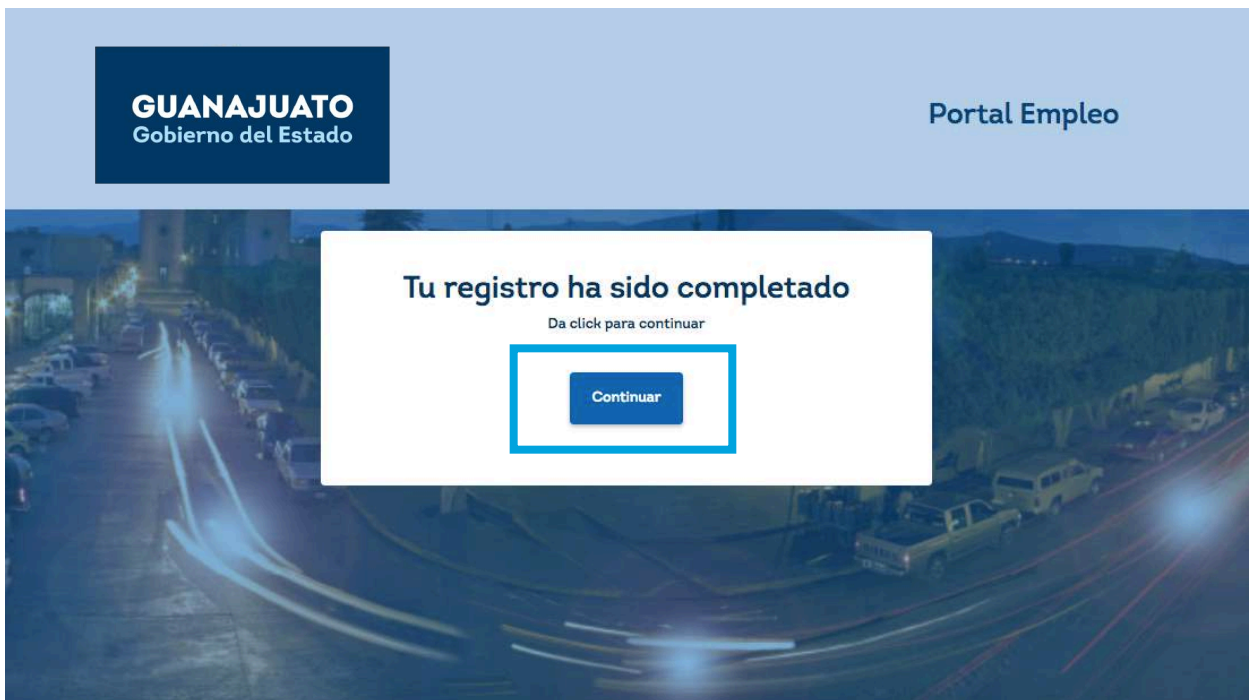 GUANAJUATO
Gobierno del Estado
Portal Empleo
Tu registro ha sido completado
Da click para continuar
Continuar